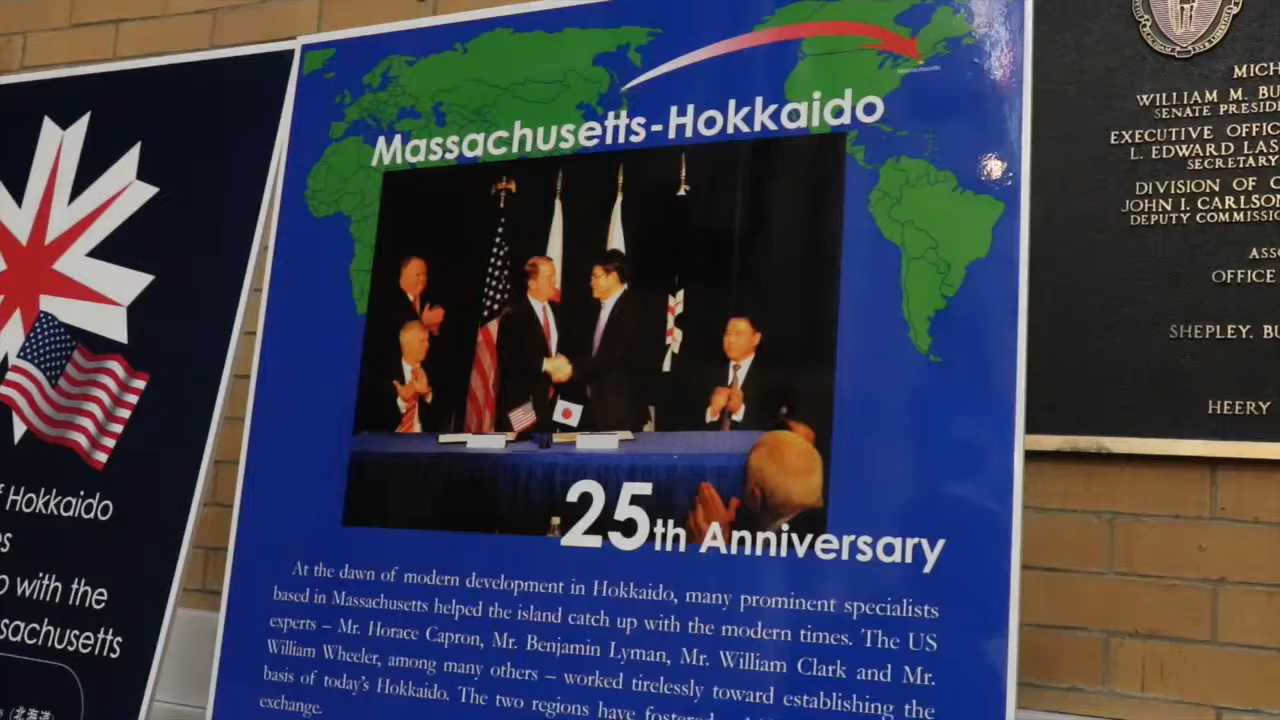 Massachusetts-Hokkaido
25th Anniversary
At the dawn of modern development in Hokkaido, many prominent specialists
based in Massachusetts helped the island catch up with the modern times. The US
experts – Mr. Horace Capron, Mr. Benjamin Lyman, Mr. William Clark and Mr.
William Wheeler, among many others – worked tirelessly toward establishing the
basis of today's Hokkaido. The two regions have
exchange.
Hokkaido
with the
(北海道)
MICH
WILLIAM M. BU
SENATE PRESID
EXECUTIVE OFFIC
L. EDWARD LAS
SECRETARY
DIVISION OF C
JOHN I. CARLSON
DEPUTY COMMISSIO
OFFICE
SHEPLEY, BU
HEERY